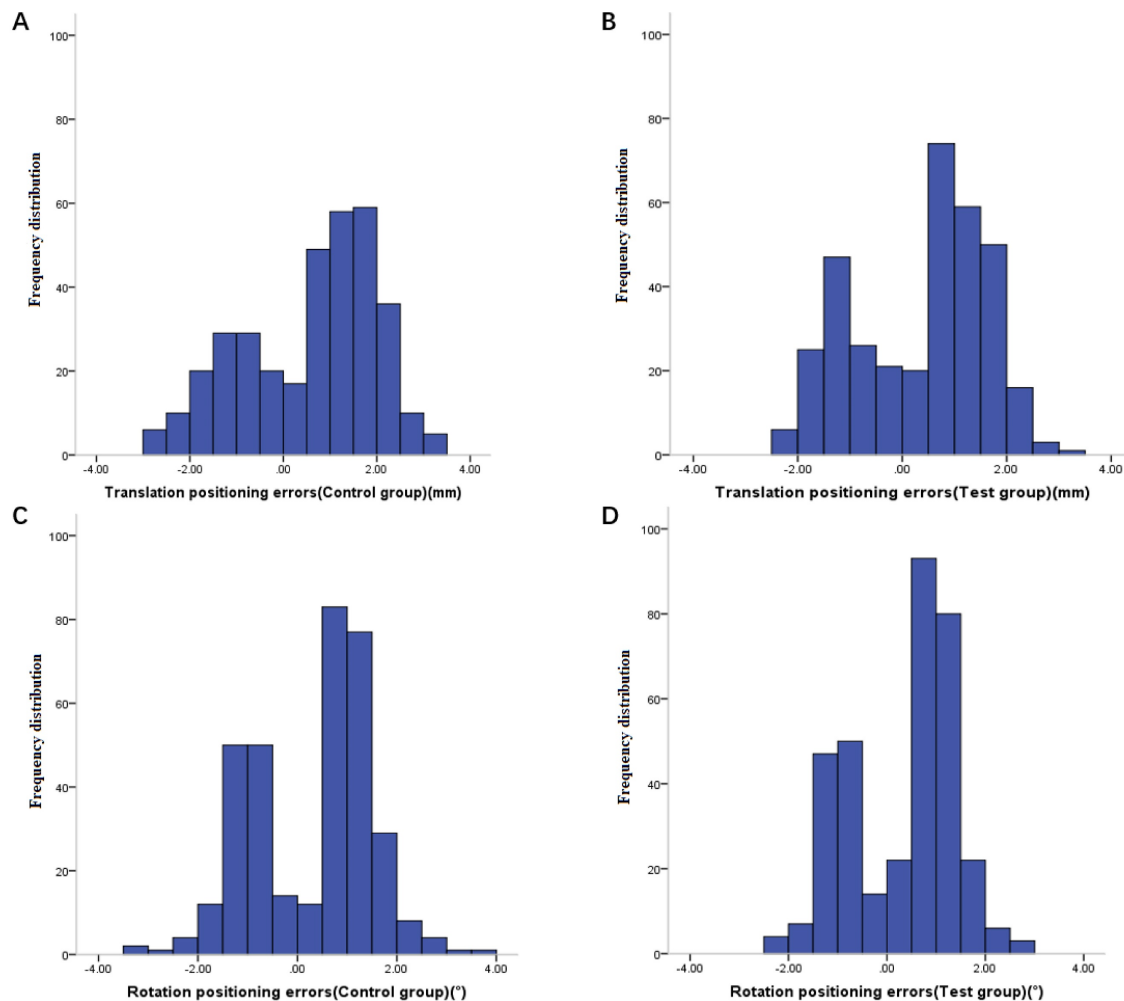 A
100
80
60
40
20
0
Frequency distribution
-4.00 -2.00 .00 2.00 4.00
Translation positioning errors(Control group)(mm)
B
100
80
60
40
20
0
Frequency distribution
-4.00 -2.00 .00 2.00 4.00
Translation positioning errors(Test group)(mm)
C
100
80
60
40
20
0
Frequency distribution
-4.00 -2.00 .00 2.00 4.00
Rotation positioning errors(Control group)(°)
D
100
80
60
40
20
0
Frequency distribution
-4.00 -2.00 .00 2.00 4.00
Rotation positioning errors(Test group)(°)